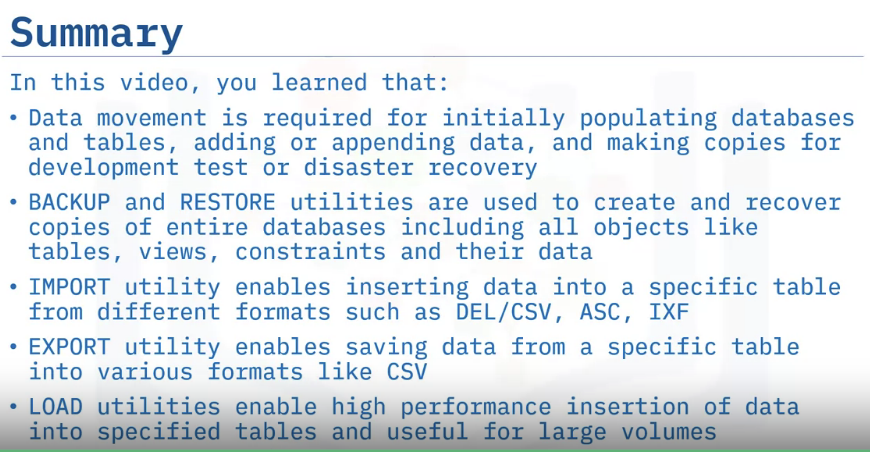 Summary
In this video, you learned that:
• Data movement is required for initially populating databases
and tables, adding or appending data, and making copies for
development test or disaster recovery
• BACKUP and RESTORE utilities are used to create and recover
copies of entire databases including all objects like
tables, views, constraints and their data
• IMPORT utility enables inserting data into a specific table
from different formats such as DEL/CSV, ASC, IXF
• EXPORT utility enables saving data from a specific table
into various formats like CSV
• LOAD utilities enable high performance insertion of data
into specified tables and useful for large volumes